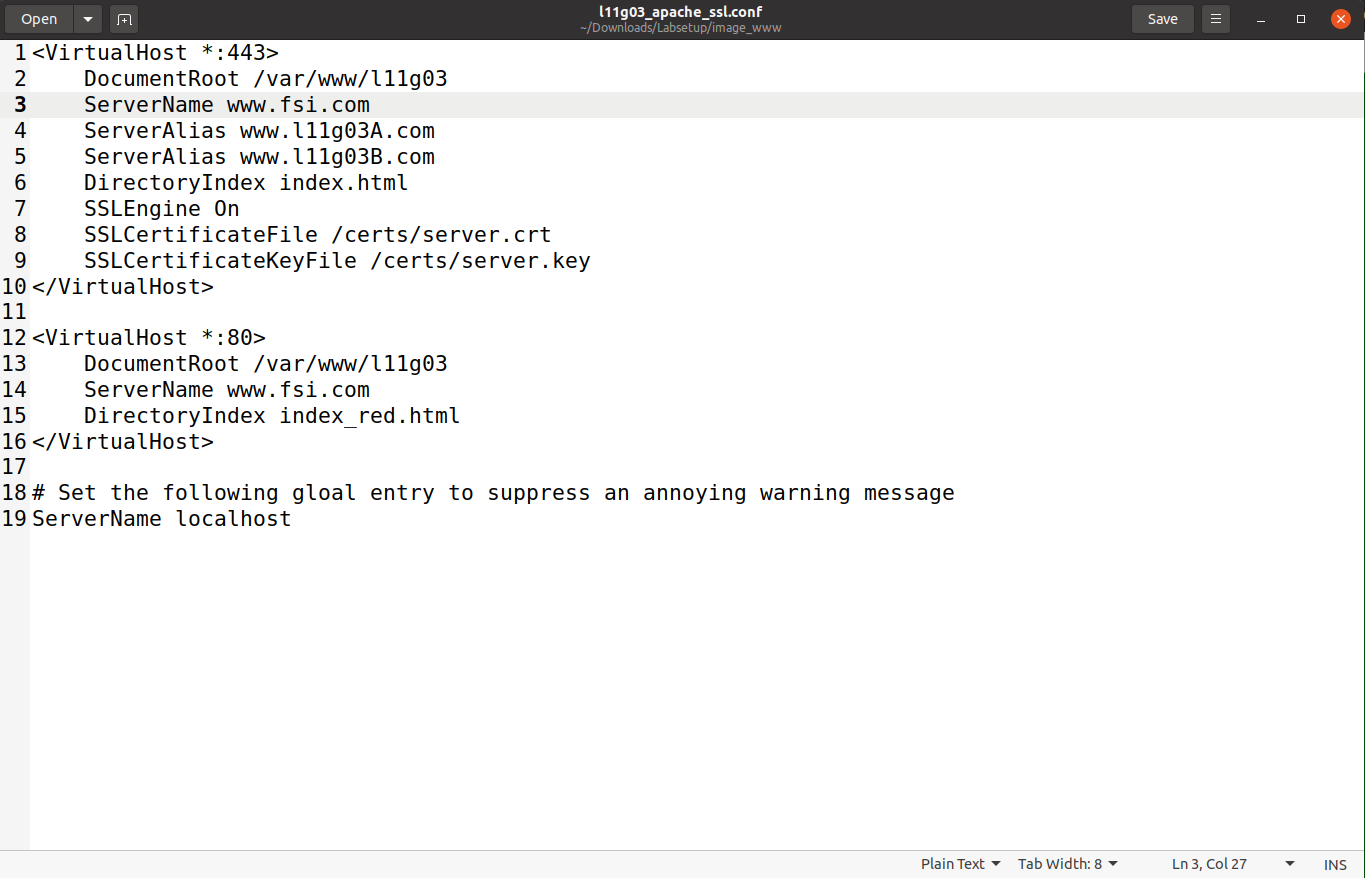 Open
l11g03_apache_ssl.conf
~/Downloads/Labsetup/image_www
Save
1 <VirtualHost *:443>
2     DocumentRoot /var/www/l11g03
3     ServerName www.fsi.com
4     ServerAlias www.l11g03A.com
5     ServerAlias www.l11g03B.com
6     DirectoryIndex index.html
7     SSLEngine On
8     SSLCertificateFile /certs/server.crt
9     SSLCertificateKeyFile /certs/server.key
10 </VirtualHost>
11
12 <VirtualHost *:80>
13     DocumentRoot /var/www/l11g03
14     ServerName www.fsi.com
15     DirectoryIndex index_red.html
16 </VirtualHost>
17
18 # Set the following gloal entry to suppress an annoying warning message
19 ServerName localhost
Plain Text Tab Width: 8 Ln 3, Col 27 INS